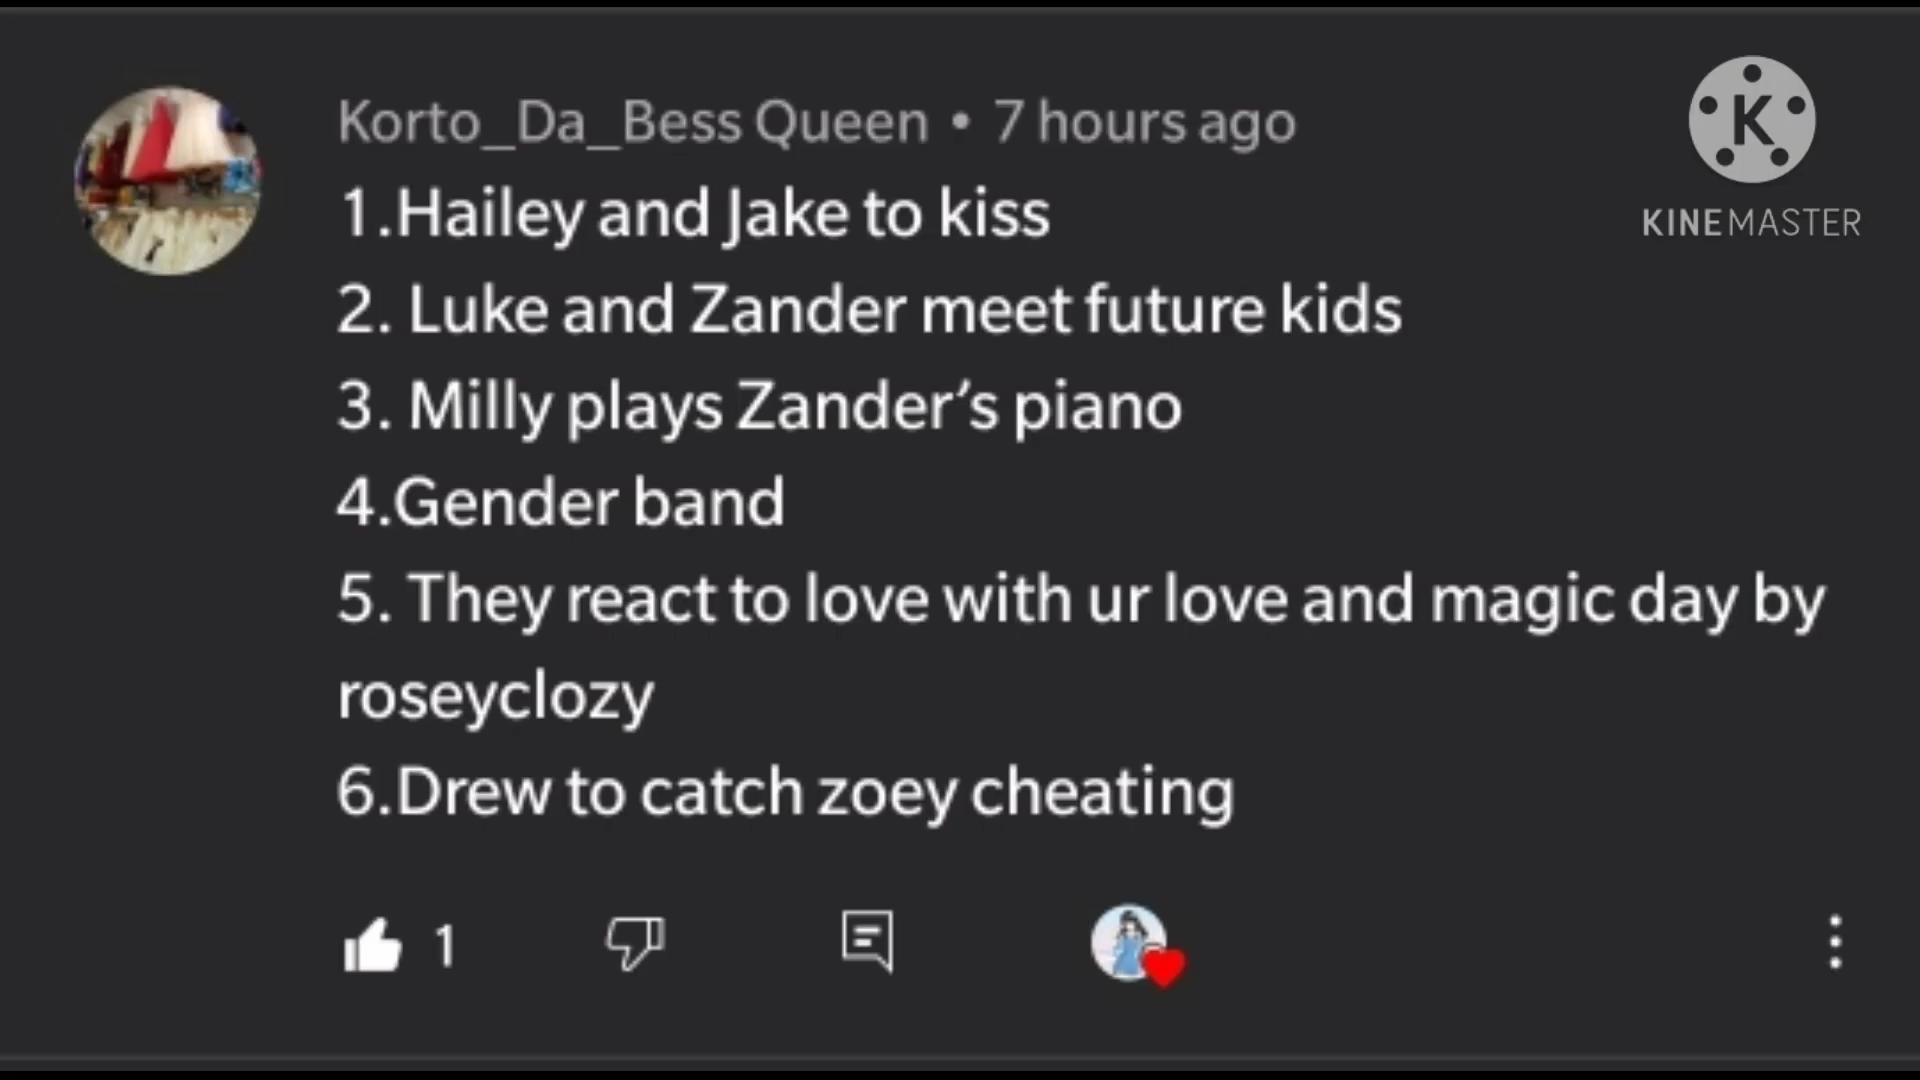 Korto_Da_Bess Queen • 7 hours ago
1.Hailey and Jake to kiss
2. Luke and Zander meet future kids
3. Milly plays Zander's piano
4.Gender band
5. They react to love with ur love and magic day by
roseyclozy
6.Drew to catch zoey cheating
1
K
KINEMASTER